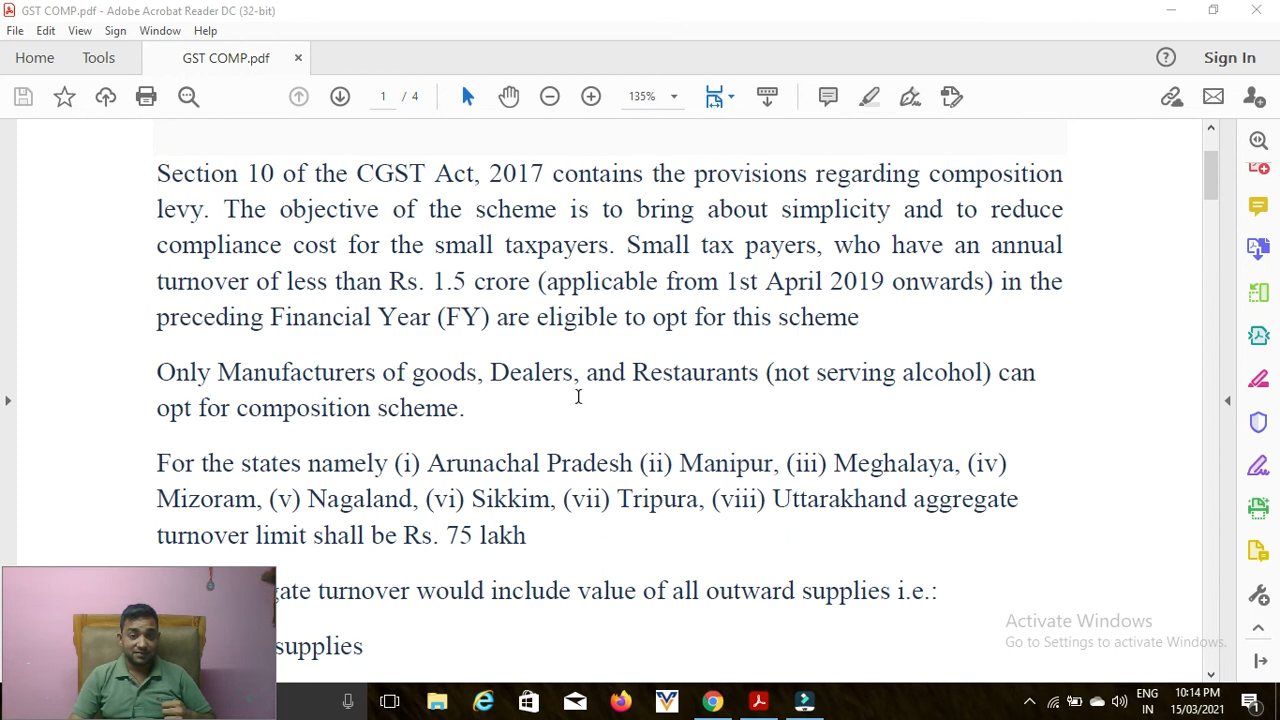 GST COMP.pdf - Adobe Acrobat Reader DC (32-bit)
File Edit View Sign Window Help
Home Tools GST COMP.pdf × Sign In
1 / 4 135%
Section 10 of the CGST Act, 2017 contains the provisions regarding composition
levy. The objective of the scheme is to bring about simplicity and to reduce
compliance cost for the small taxpayers. Small tax payers, who have an annual
turnover of less than Rs. 1.5 crore (applicable from 1st April 2019 onwards) in the
preceding Financial Year (FY) are eligible to opt for this scheme
Only Manufacturers of goods, Dealers, and Restaurants (not serving alcohol) can
opt for composition scheme.
For the states namely (i) Arunachal Pradesh (ii) Manipur, (iii) Meghalaya, (iv)
Mizoram, (v) Nagaland, (vi) Sikkim, (vii) Tripura, (viii) Uttarakhand aggregate
turnover limit shall be Rs. 75 lakh
gate turnover would include value of all outward supplies i.e.:
supplies
Activate Windows
Go to Settings to activate Windows.
ENG 10:14 PM
IN 15/03/2021